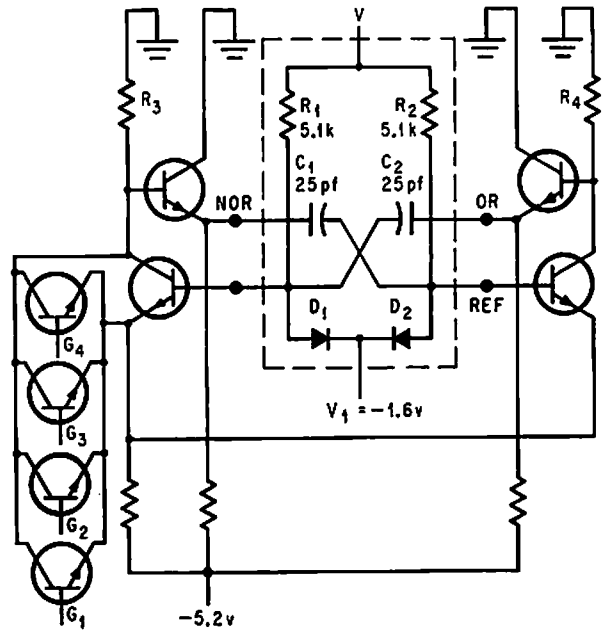 V
R3
R1
5.1k
R2
5.1k
R4
C1
25pf
C2
25pf
NOR
OR
D1
D2
REF
G4
G3
G2
G1
V1 = -1.6v
-5.2v